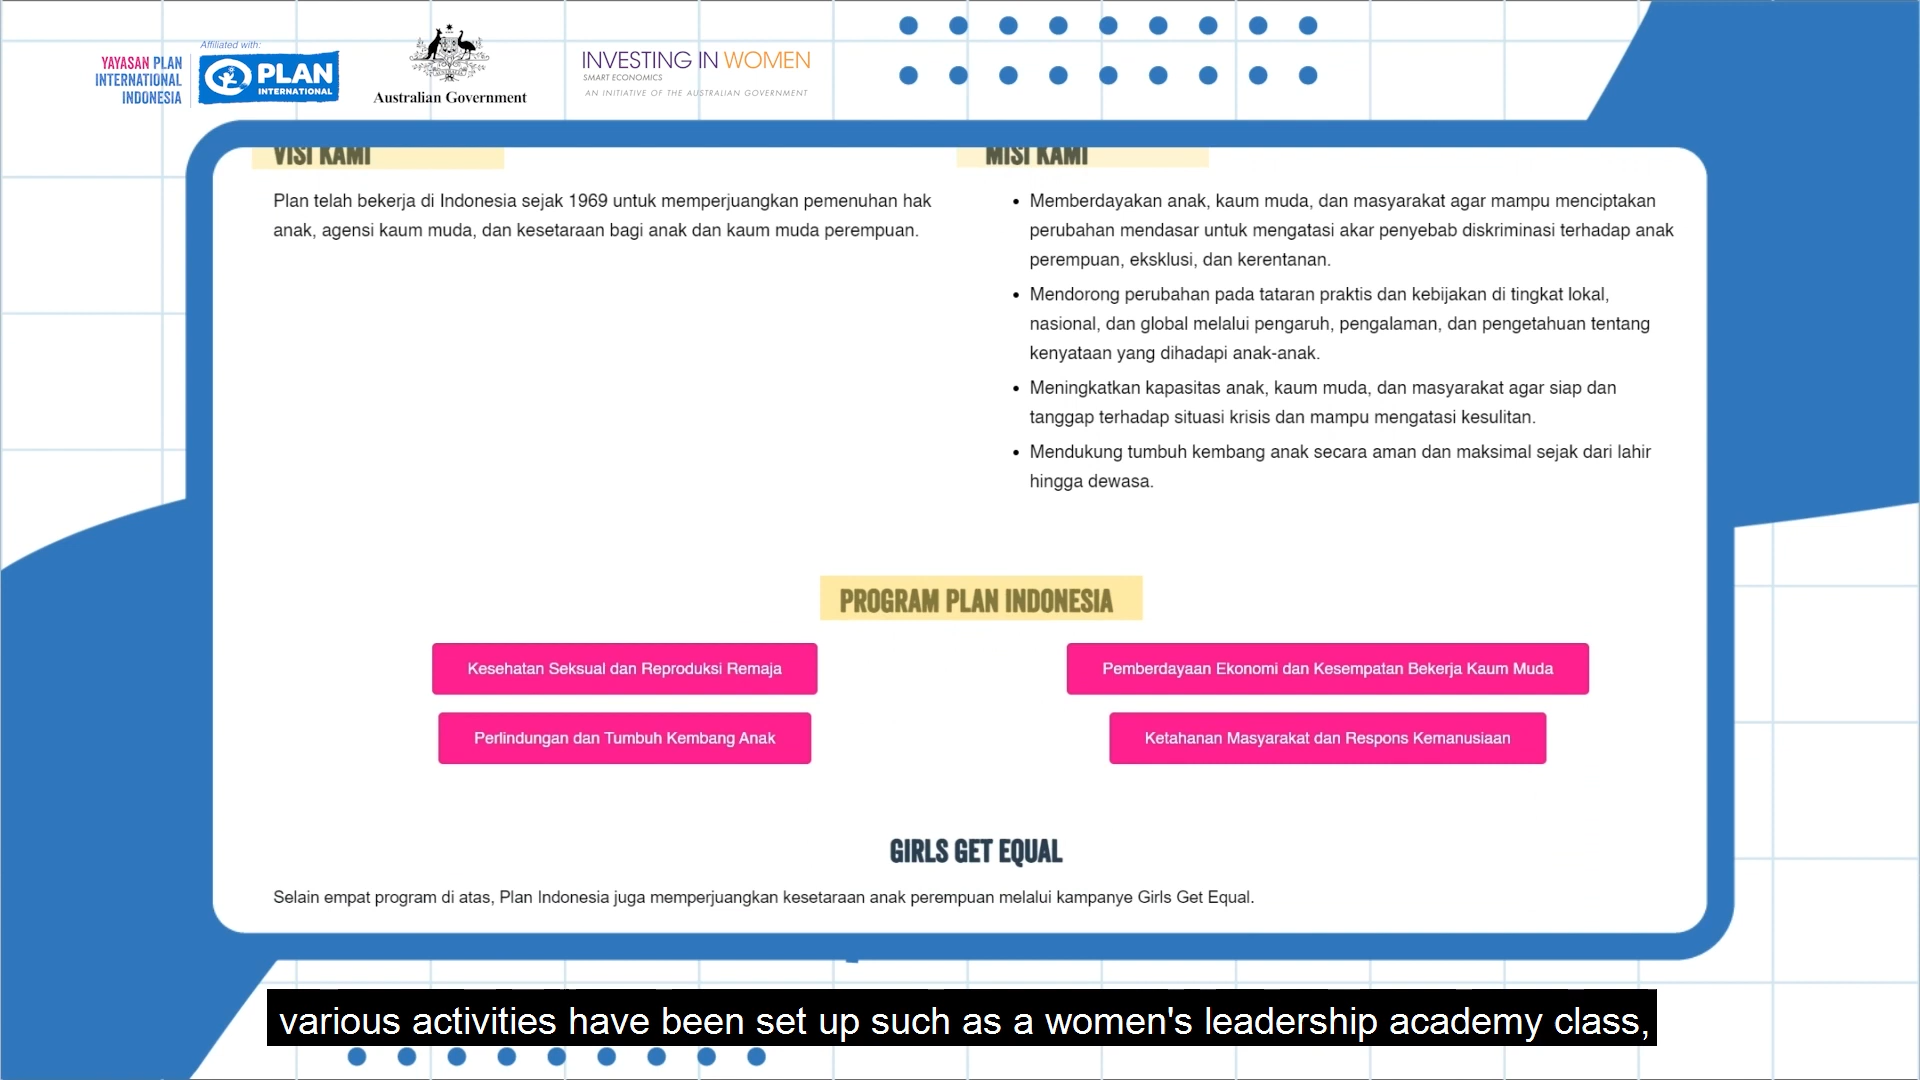 Affiliated with:
YAYASAN PLAN
INTERNATIONAL
INDONESIA
PLAN
INTERNATIONAL
Australian Government
INVESTING IN WOMEN
SMART ECONOMICS
AN INITIATIVE OF THE AUSTRALIAN GOVERNMENT
VISI KAMI
Plan telah bekerja di Indonesia sejak 1969 untuk memperjuangkan pemenuhan hak
anak, agensi kaum muda, dan kesetaraan bagi anak dan kaum muda perempuan.
MISI KAMI
• Memberdayakan anak, kaum muda, dan masyarakat agar mampu menciptakan
perubahan mendasar untuk mengatasi akar penyebab diskriminasi terhadap anak
perempuan, eksklusi, dan kerentanan.
• Mendorong perubahan pada tataran praktis dan kebijakan di tingkat lokal,
nasional, dan global melalui pengaruh, pengalaman, dan pengetahuan tentang
kenyataan yang dihadapi anak-anak.
• Meningkatkan kapasitas anak, kaum muda, dan masyarakat agar siap dan
tanggap terhadap situasi krisis dan mampu mengatasi kesulitan.
• Mendukung tumbuh kembang anak secara aman dan maksimal sejak dari lahir
hingga dewasa.
PROGRAM PLAN INDONESIA
Kesehatan Seksual dan Reproduksi Remaja
Pemberdayaan Ekonomi dan Kesempatan Bekerja Kaum Muda
Perlindungan dan Tumbuh Kembang Anak
Ketahanan Masyarakat dan Respons Kemanusiaan
GIRLS GET EQUAL
Selain empat program di atas, Plan Indonesia juga memperjuangkan kesetaraan anak perempuan melalui kampanye Girls Get Equal.
various activities have been set up such as a women's leadership academy class,